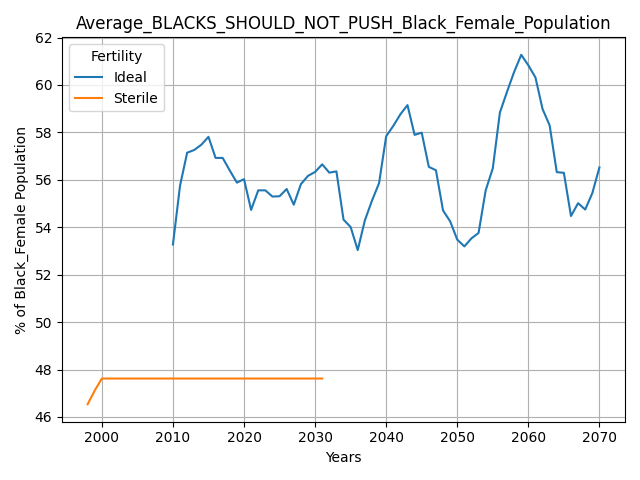 Average_BLACKS_SHOULD_NOT_PUSH_Black_Female_Population
Fertility
Ideal
Sterile
% of Black_Female Population
62
60
58
56
54
52
50
48
46
2000 2010 2020 2030 2040 2050 2060 2070
Years